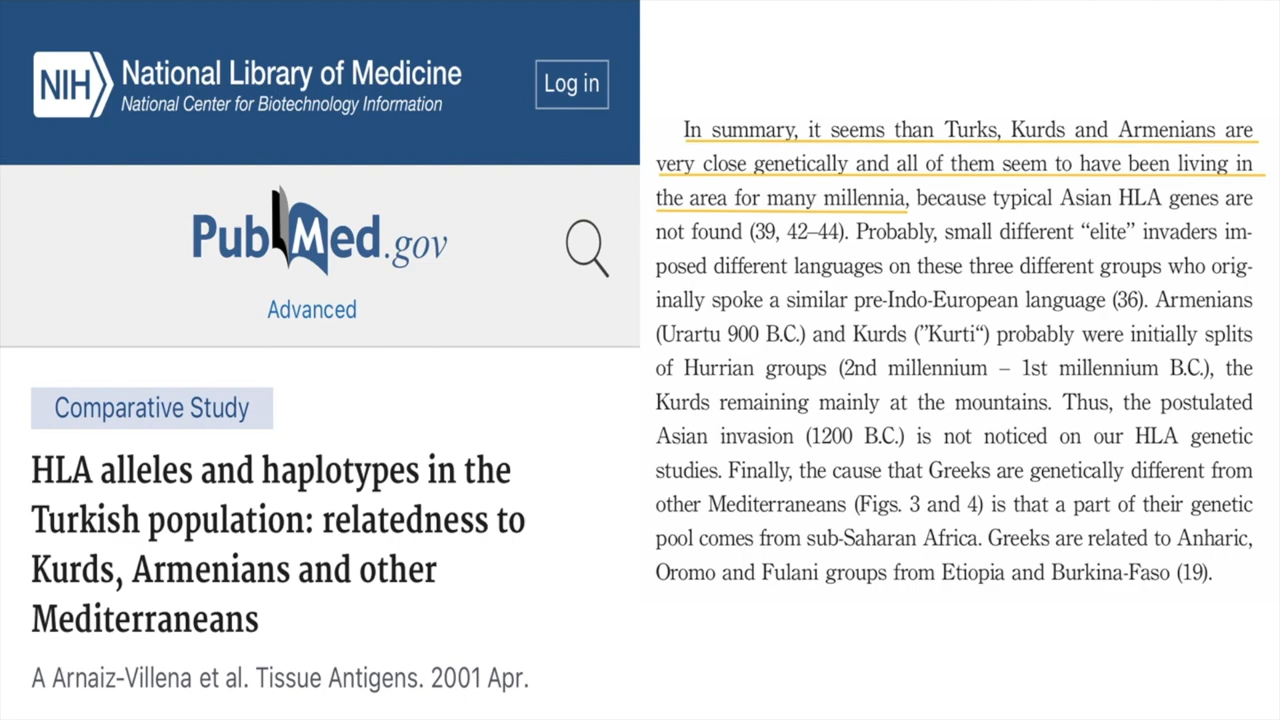 NIH National Library of Medicine
National Center for Biotechnology Information
Log in
PubMed.gov
Advanced
Comparative Study
HLA alleles and haplotypes in the
Turkish population: relatedness to
Kurds, Armenians and other
Mediterraneans
A Arnaiz-Villena et al. Tissue Antigens. 2001 Apr.
In summary, it seems than Turks, Kurds and Armenians are
very close genetically and all of them seem to have been living in
the area for many millennia, because typical Asian HLA genes are
not found (39, 42–44). Probably, small different “elite” invaders im-
posed different languages on these three different groups who orig-
inally spoke a similar pre-Indo-European language (36). Armenians
(Urartu 900 B.C.) and Kurds (”Kurti“) probably were initially splits
of Hurrian groups (2nd millennium – 1st millennium B.C.), the
Kurds remaining mainly at the mountains. Thus, the postulated
Asian invasion (1200 B.C.) is not noticed on our HLA genetic
studies. Finally, the cause that Greeks are genetically different from
other Mediterraneans (Figs. 3 and 4) is that a part of their genetic
pool comes from sub-Saharan Africa. Greeks are related to Anharic,
Oromo and Fulani groups from Etiopia and Burkina-Faso (19).